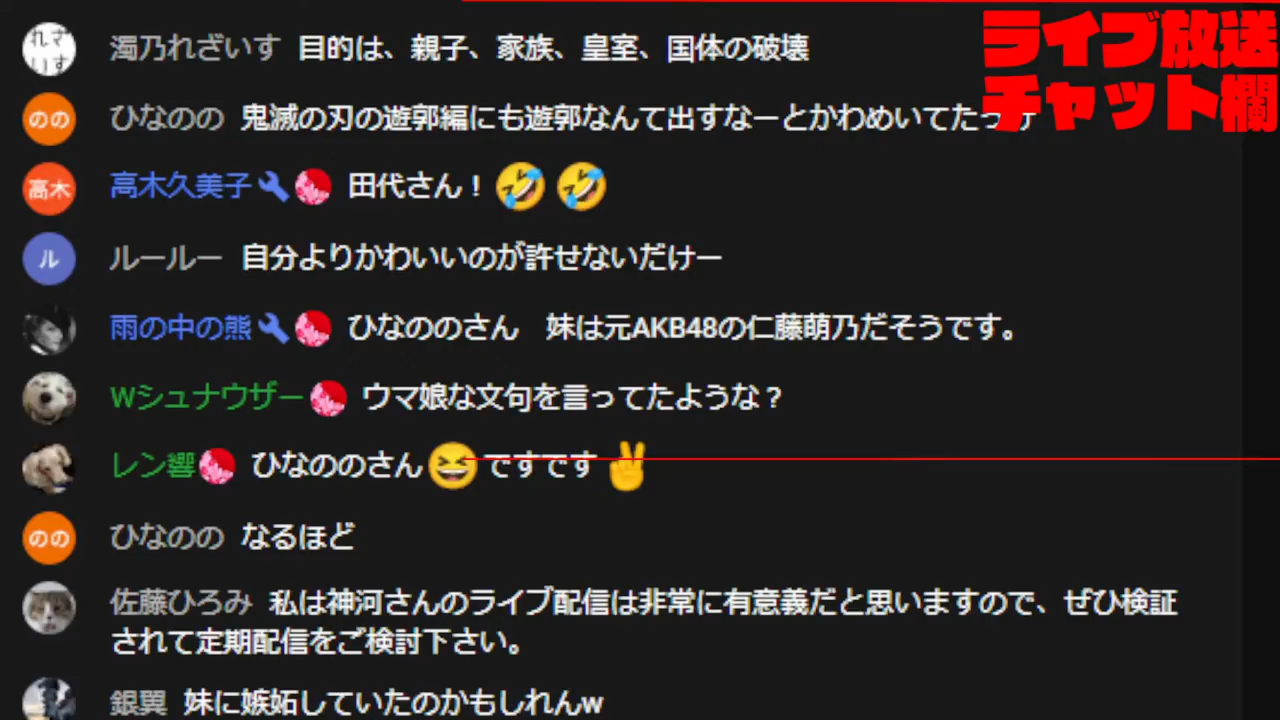 ライブ放送
チャット欄
れざ
いす
濁乃れざいす 目的は、親子、家族、皇室、国体の破壊
のの
ひなのの 鬼滅の刃の遊郭編にも遊郭なんて出すなーとかわめいてたっけ
高木
高木久美子 田代さん！
ル
ルールー 自分よりかわいいのが許せないだけー
雨の中の熊 ひなののさん 妹は元AKB48の仁藤萌乃だそうです。
Wシュナウザー ウマ娘な文句を言ってたような？
レン響 ひなののさん ですです
のの
ひなのの なるほど
佐藤ひろみ 私は神河さんのライブ配信は非常に有意義だと思いますので、ぜひ検証
されて定期配信をご検討下さい。
銀翼 妹に嫉妬していたのかもしれんw